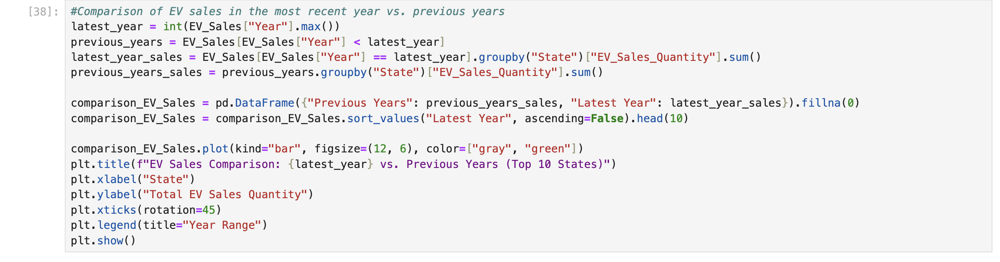 [38]:
#Comparison of EV sales in the most recent year vs. previous years
latest_year = int(EV_Sales["Year"].max())
previous_years = EV_Sales[EV_Sales["Year"] < latest_year]
latest_year_sales = EV_Sales[EV_Sales["Year"] == latest_year].groupby("State")["EV_Sales_Quantity"].sum()
previous_years_sales = previous_years.groupby("State")["EV_Sales_Quantity"].sum()
comparison_EV_Sales = pd.DataFrame({"Previous Years": previous_years_sales, "Latest Year": latest_year_sales}).fillna(0)
comparison_EV_Sales = comparison_EV_Sales.sort_values("Latest Year", ascending=False).head(10)
comparison_EV_Sales.plot(kind="bar", figsize=(12, 6), color=["gray", "green"])
plt.title(f"EV Sales Comparison: {latest_year} vs. Previous Years (Top 10 States)")
plt.xlabel("State")
plt.ylabel("Total EV Sales Quantity")
plt.xticks(rotation=45)
plt.legend(title="Year Range")
plt.show()